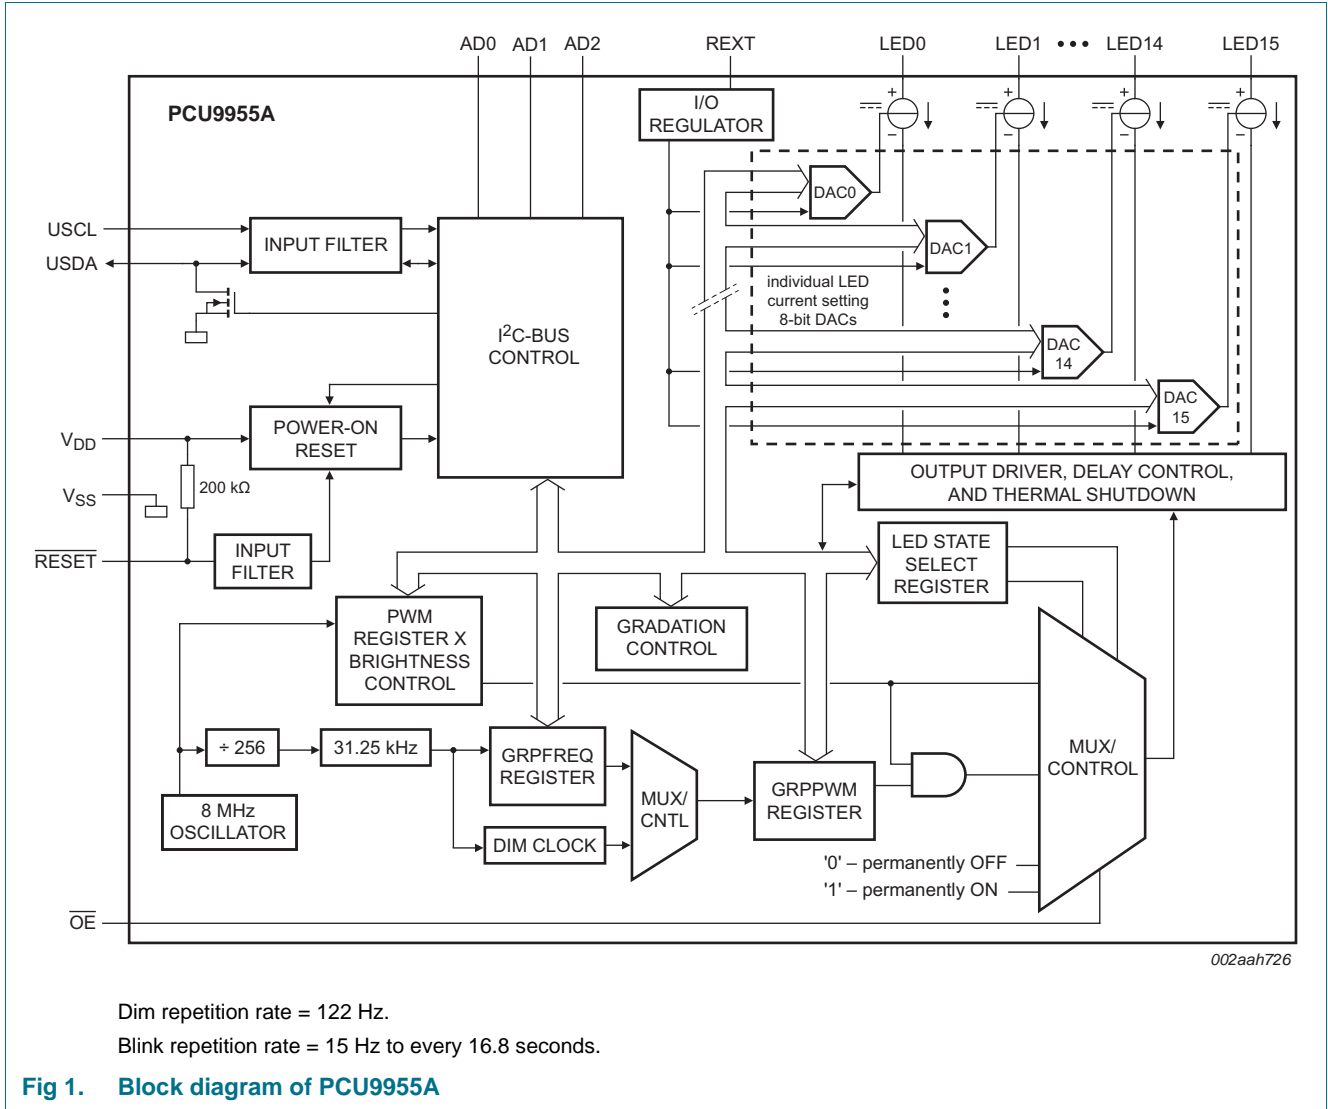 AD0 AD1 AD2 REXT LED0 LED1 ••• LED14 LED15
PCU9955A
I/O
REGULATOR
+ + + +
− − − −
DAC0
USCL
USDA
INPUT FILTER
DAC1
individual LED
current setting
8-bit DACs
I²C-BUS
CONTROL
DAC
14
DAC
15
VDD
POWER-ON
RESET
VSS
200 kΩ
OUTPUT DRIVER, DELAY CONTROL,
AND THERMAL SHUTDOWN
RESET
INPUT
FILTER
LED STATE
SELECT
REGISTER
PWM
REGISTER X
BRIGHTNESS
CONTROL
GRADATION
CONTROL
÷ 256
31.25 kHz
GRPFREQ
REGISTER
MUX/
CNTL
GRPPWM
REGISTER
MUX/
CONTROL
8 MHz
OSCILLATOR
DIM CLOCK
'0' – permanently OFF
'1' – permanently ON
OE
002aah726
Dim repetition rate = 122 Hz.
Blink repetition rate = 15 Hz to every 16.8 seconds.
Fig 1. Block diagram of PCU9955A